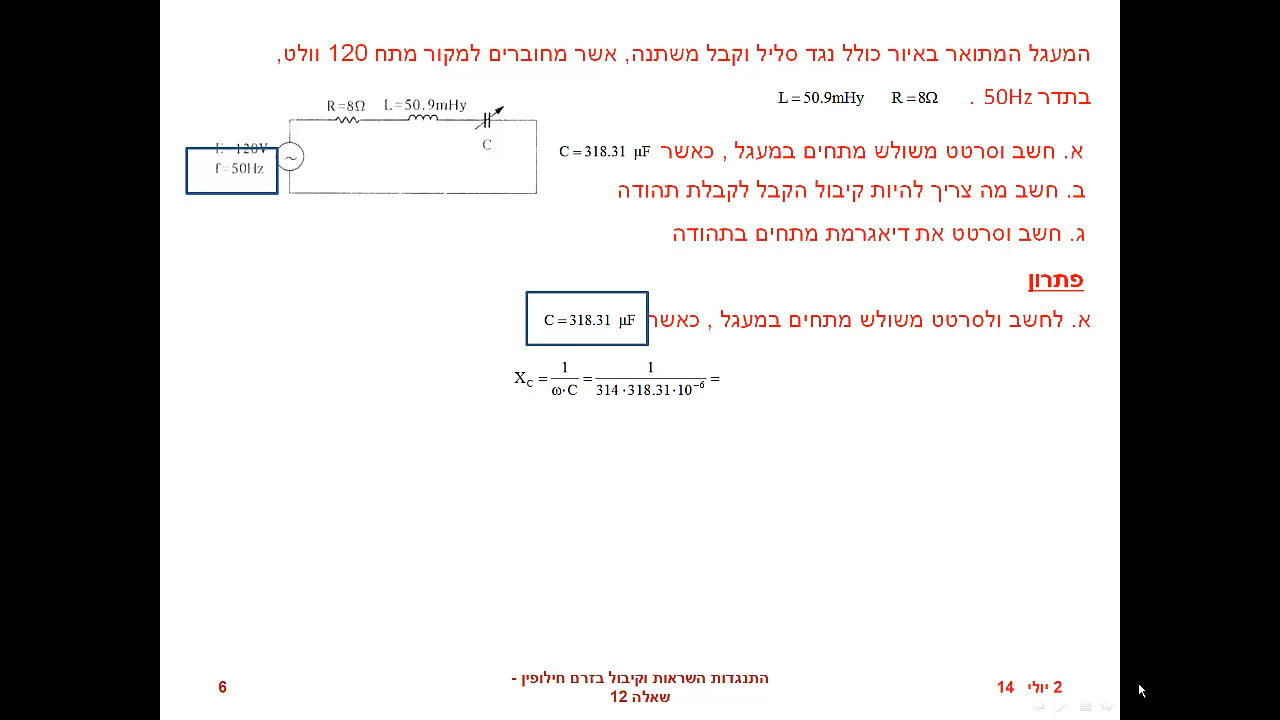 המעגל המתואר באיור כולל נגד סליל וקבל משתנה, אשר מחוברים למקור מתח 120 וולט,
בתדר 50Hz . R = 8Ω L = 50.9mHy
R=8Ω L=50.9mHy
C
E=120V
f=50Hz
א. חשב וסרטט משולש מתחים במעגל , כאשר C = 318.31 μF
ב. חשב מה צריך להיות קיבול הקבל לקבלת תהודה
ג. חשב וסרטט את דיאגרמת מתחים בתהודה
פתרון
א. לחשב ולסרטט משולש מתחים במעגל , כאשר C = 318.31 μF
X_C = 1/(ω·C) = 1/(314·318.31·10^−6) =
התנגדות השראות וקיבול בזרם חילופין -
שאלה 12
2 יולי 14
6